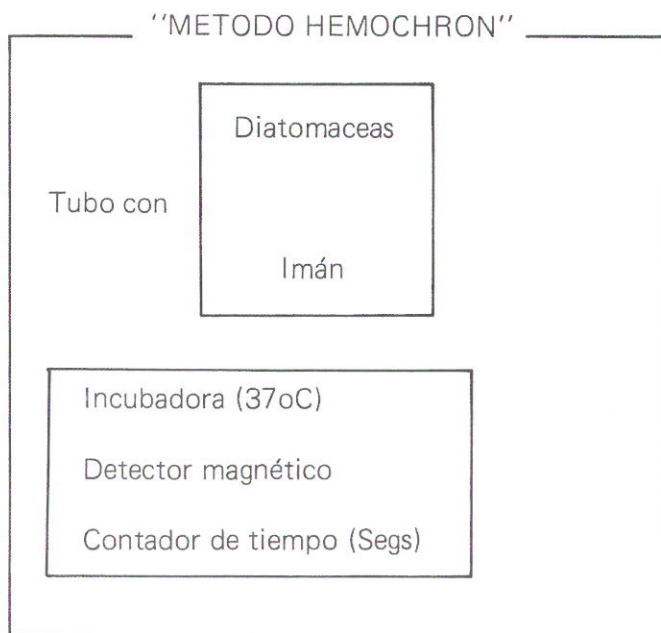 ''METODO HEMOCHRON''
Diatomaceas
Tubo con
Imán
Incubadora (37oC)
Detector magnético
Contador de tiempo (Segs)